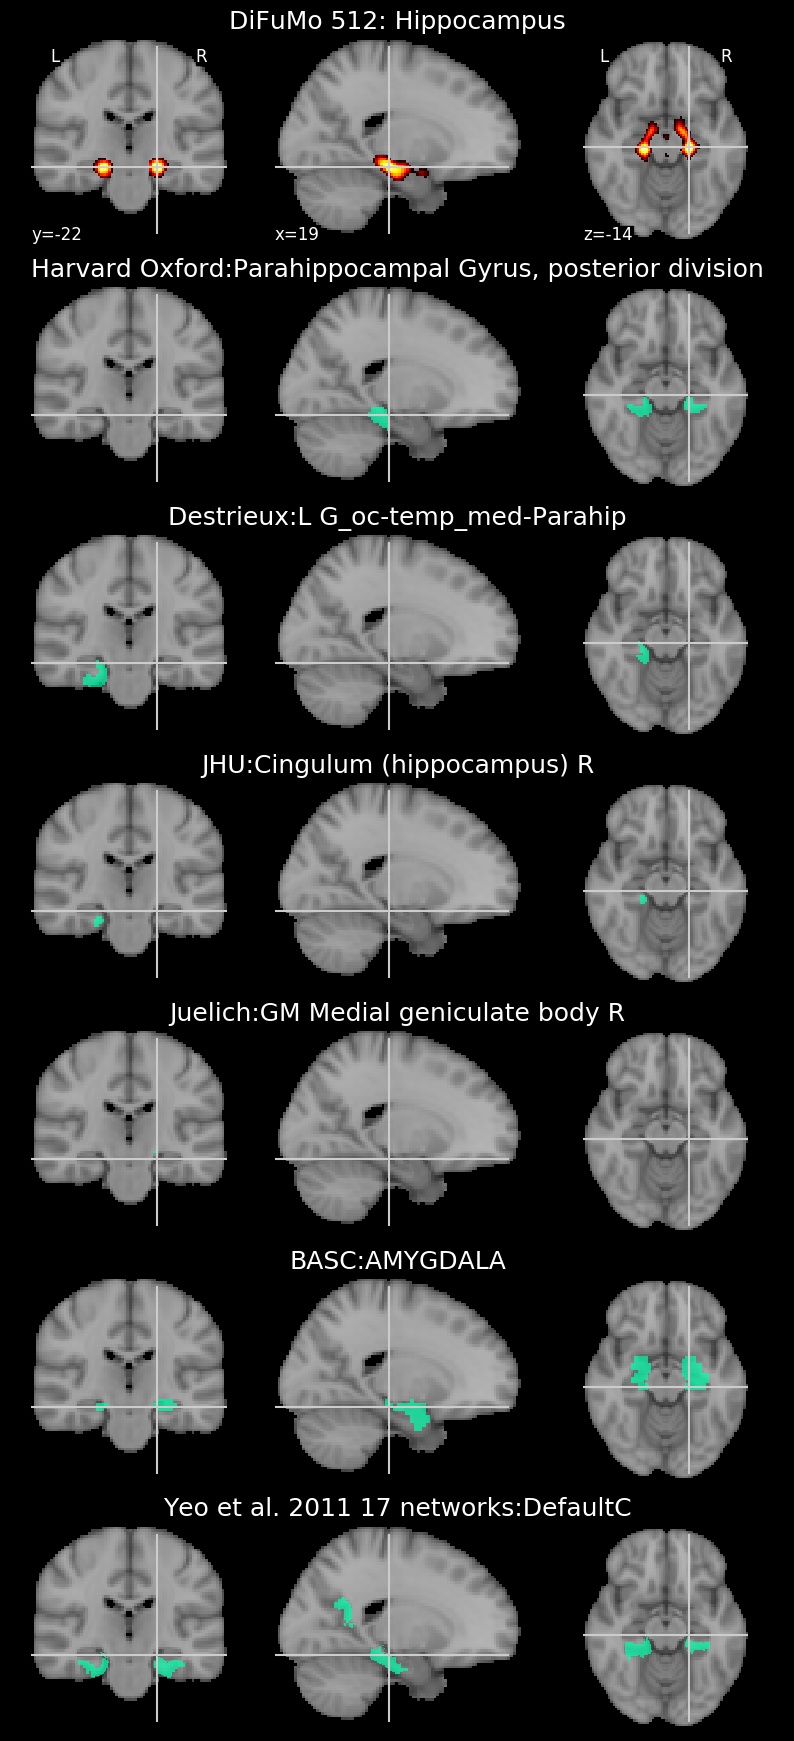 DiFuMo 512: Hippocampus
L R L R
y=-22 x=19 z=-14
Harvard Oxford:Parahippocampal Gyrus, posterior division
Destrieux:L G_oc-temp_med-Parahip
JHU:Cingulum (hippocampus) R
Juelich:GM Medial geniculate body R
BASC:AMYGDALA
Yeo et al. 2011 17 networks:DefaultC